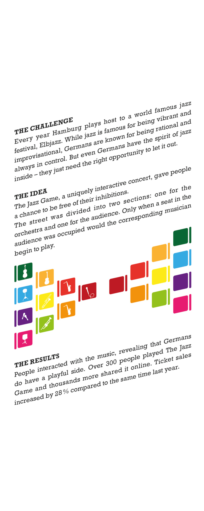 THE CHALLENGE
Every year Hamburg plays host to a world famous jazz
festival, Elbjazz. While jazz is famous for being vibrant and
improvisational, Germans are known for being rational and
always in control. But even Germans have the spirit of jazz
inside – they just need the right opportunity to let it out.
THE IDEA
The Jazz Game, a uniquely interactive concert, gave people
a chance to be free of their inhibitions.
The street was divided into two sections: one for the
orchestra and one for the audience. Only when a seat in the
audience was occupied would the corresponding musician
begin to play.
THE RESULTS
People interacted with the music, revealing that Germans
do have a playful side. Over 300 people played The Jazz
Game and thousands more shared it online. Ticket sales
increased by 28 % compared to the same time last year.